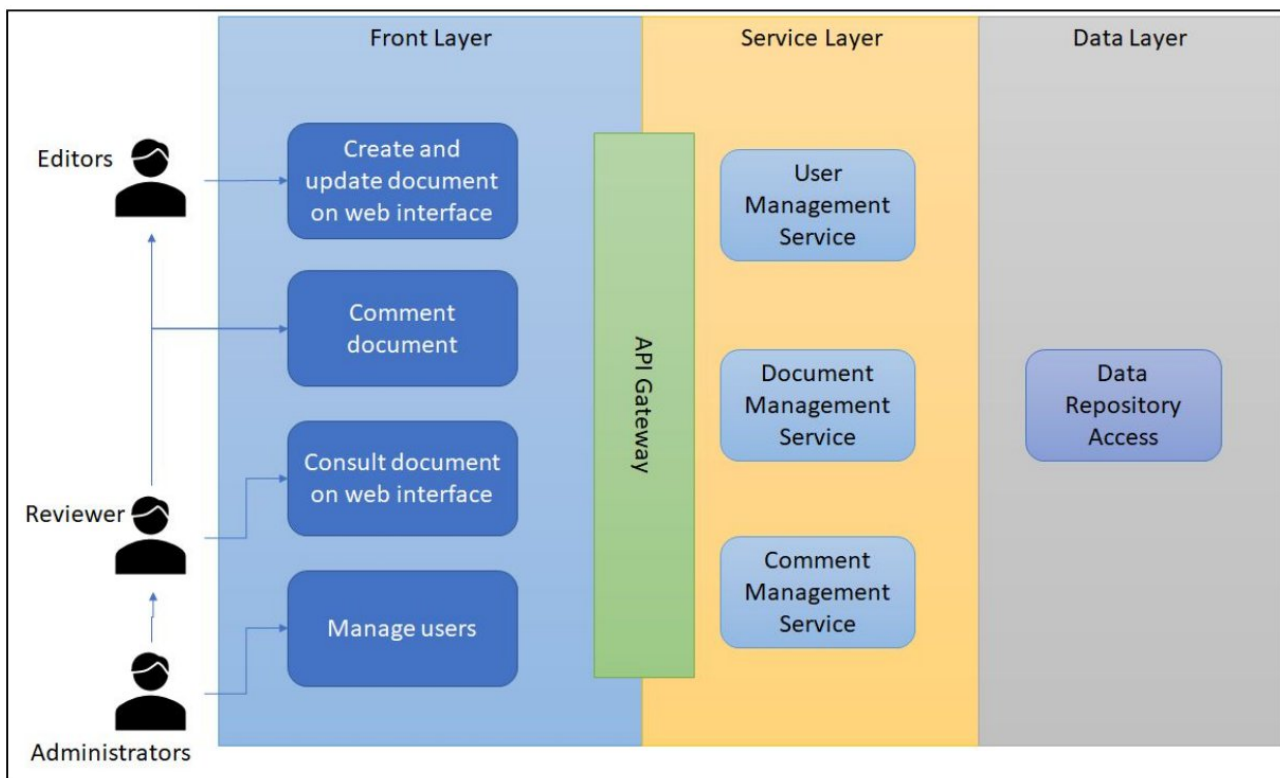 Front Layer
Service Layer
Data Layer
Editors
Create and
update document
on web interface
User
Management
Service
Comment
document
API Gateway
Document
Management
Service
Data
Repository
Access
Consult document
on web interface
Reviewer
Comment
Management
Service
Manage users
Administrators